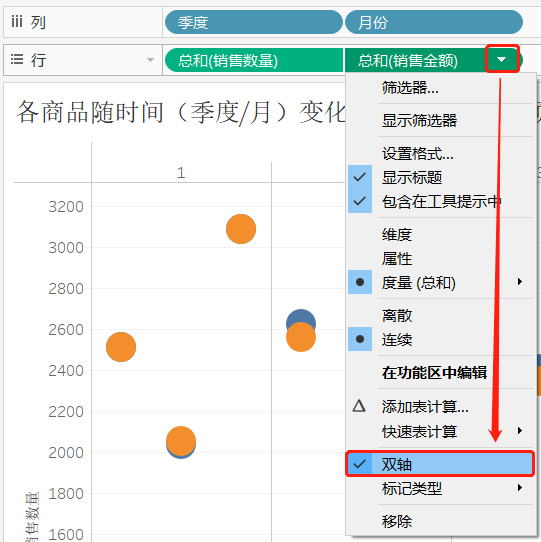 列 季度 月份
行 总和(销售数量) 总和(销售金额)
各商品随时间（季度/月）变化
1
3200
3000
2800
2600
2400
2200
2000
1800
1600
销售数量
筛选器...
显示筛选器
设置格式...
显示标题
包含在工具提示中
维度
属性
度量 (总和)
离散
连续
在功能区中编辑
添加表计算...
快速表计算
双轴
标记类型
移除